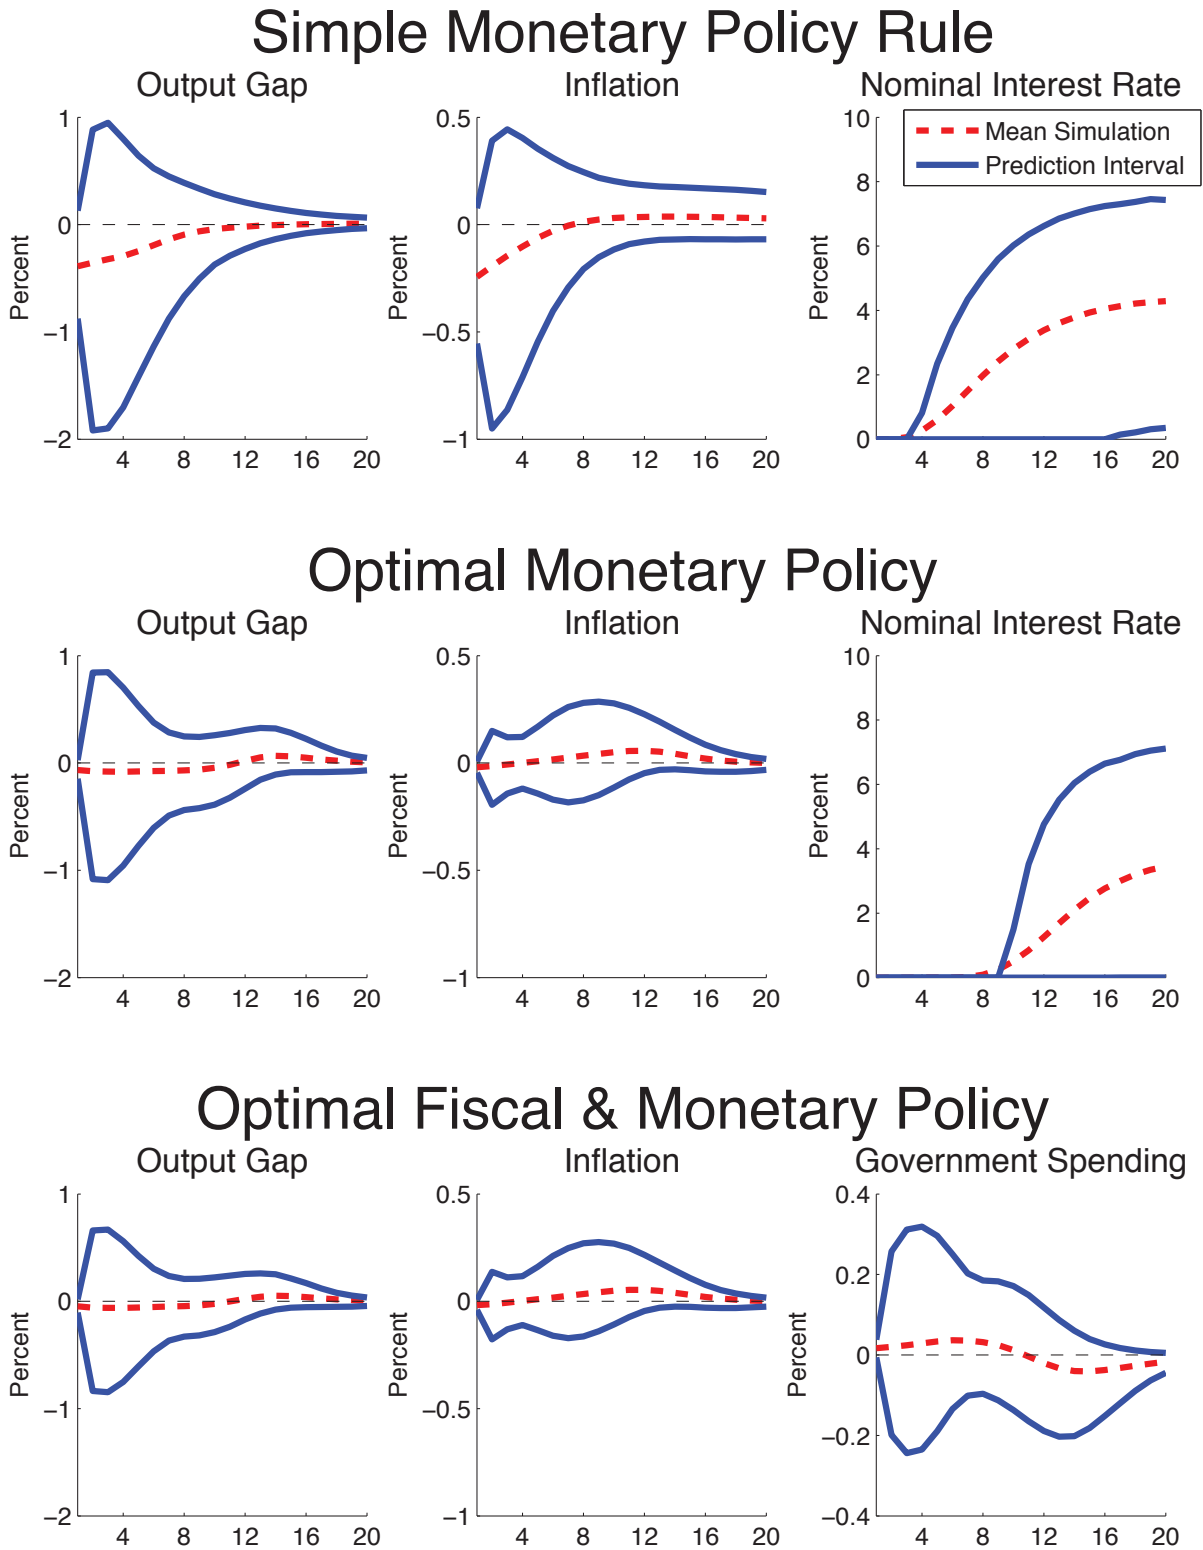 Simple Monetary Policy Rule
Output Gap
Inflation
Nominal Interest Rate
Mean Simulation
Prediction Interval
Percent
1
0
−1
−2
4 8 12 16 20
Percent
0.5
0
−0.5
−1
4 8 12 16 20
Percent
10
8
6
4
2
0
4 8 12 16 20
Optimal Monetary Policy
Output Gap
Inflation
Nominal Interest Rate
Percent
1
0
−1
−2
4 8 12 16 20
Percent
0.5
0
−0.5
−1
4 8 12 16 20
Percent
10
8
6
4
2
0
4 8 12 16 20
Optimal Fiscal & Monetary Policy
Output Gap
Inflation
Government Spending
Percent
1
0
−1
−2
4 8 12 16 20
Percent
0.5
0
−0.5
−1
4 8 12 16 20
Percent
0.4
0.2
0
−0.2
−0.4
4 8 12 16 20